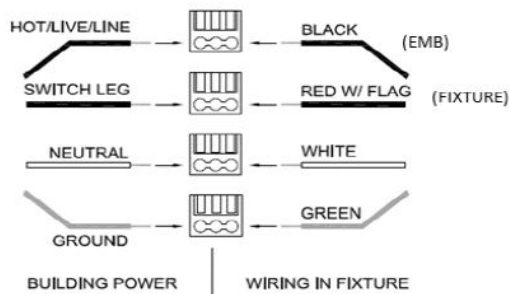 HOT/LIVE/LINE BLACK (EMB)
SWITCH LEG RED W/ FLAG (FIXTURE)
NEUTRAL WHITE
GROUND GREEN
BUILDING POWER WIRING IN FIXTURE